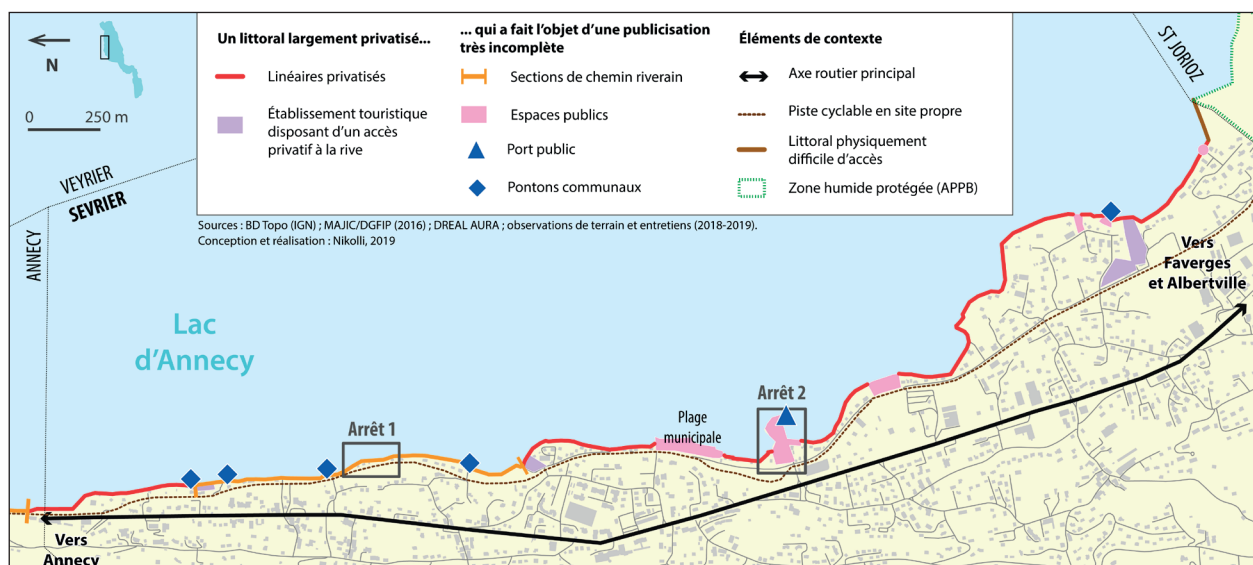 N
0
250 m
Un littoral largement privatisé...
Linéaires privatisés
Établissement touristique
disposant d'un accès
privatif à la rive
... qui a fait l'objet d'une publicisation
très incomplète
Sections de chemin riverain
Espaces publics
Port public
Pontons communaux
Éléments de contexte
Axe routier principal
Piste cyclable en site propre
Littoral physiquement
difficile d'accès
Zone humide protégée (APPB)
Sources : BD Topo (IGN) ; MAJIC/DGFIP (2016) ; DREAL AURA ; observations de terrain et entretiens (2018-2019).
Conception et réalisation : Nikolli, 2019
ST JORIOZ
VEYRIER
SEVRIER
ANNECY
Lac
d'Annecy
Vers
Faverges
et Albertville
Arrêt 1
Arrêt 2
Plage
municipale
Vers
Annecy